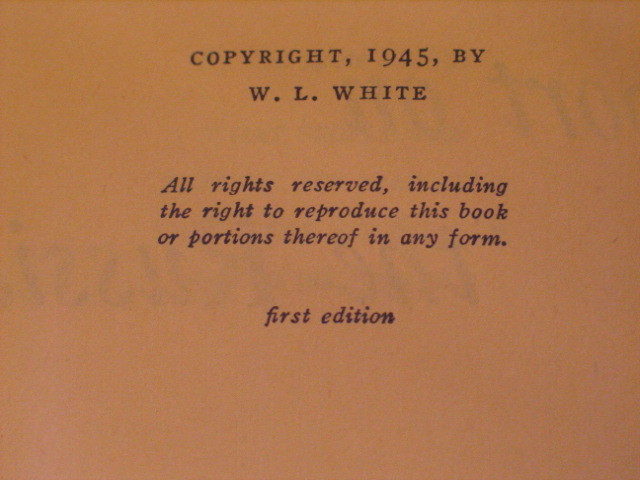 COPYRIGHT, 1945, BY
W. L. WHITE
All rights reserved, including
the right to reproduce this book
or portions thereof in any form.
first edition